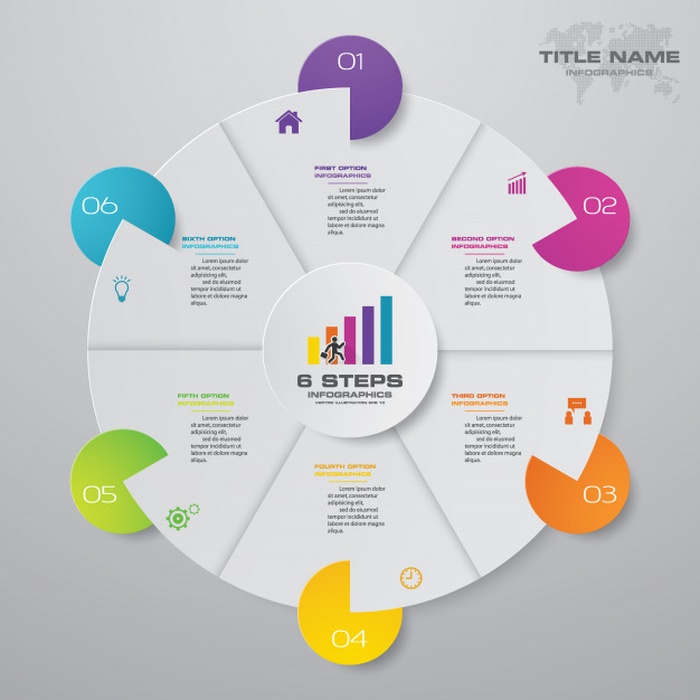 TITLE NAME
INFOGRAPHICS
01
FIRST OPTION
INFOGRAPHICS
Lorem ipsum dolor
sit amet, consectetur
adipisicing elit,
sed do eiusmod
tempor incididunt ut
labore et dolore magna
aliqua.
02
SECOND OPTION
INFOGRAPHICS
Lorem ipsum dolor
sit amet, consectetur
adipisicing elit,
sed do eiusmod
tempor incididunt ut
labore et dolore magna
aliqua.
03
THIRD OPTION
INFOGRAPHICS
Lorem ipsum dolor
sit amet, consectetur
adipisicing elit,
sed do eiusmod
tempor incididunt ut
labore et dolore magna
aliqua.
04
FOURTH OPTION
INFOGRAPHICS
Lorem ipsum dolor
sit amet, consectetur
adipisicing elit,
sed do eiusmod
tempor incididunt ut
labore et dolore magna
aliqua.
05
FIFTH OPTION
INFOGRAPHICS
Lorem ipsum dolor
sit amet, consectetur
adipisicing elit,
sed do eiusmod
tempor incididunt ut
labore et dolore magna
aliqua.
06
SIXTH OPTION
INFOGRAPHICS
Lorem ipsum dolor
sit amet, consectetur
adipisicing elit,
sed do eiusmod
tempor incididunt ut
labore et dolore magna
aliqua.
6 STEPS
INFOGRAPHICS
VECTOR ILLUSTRATION EPS 10